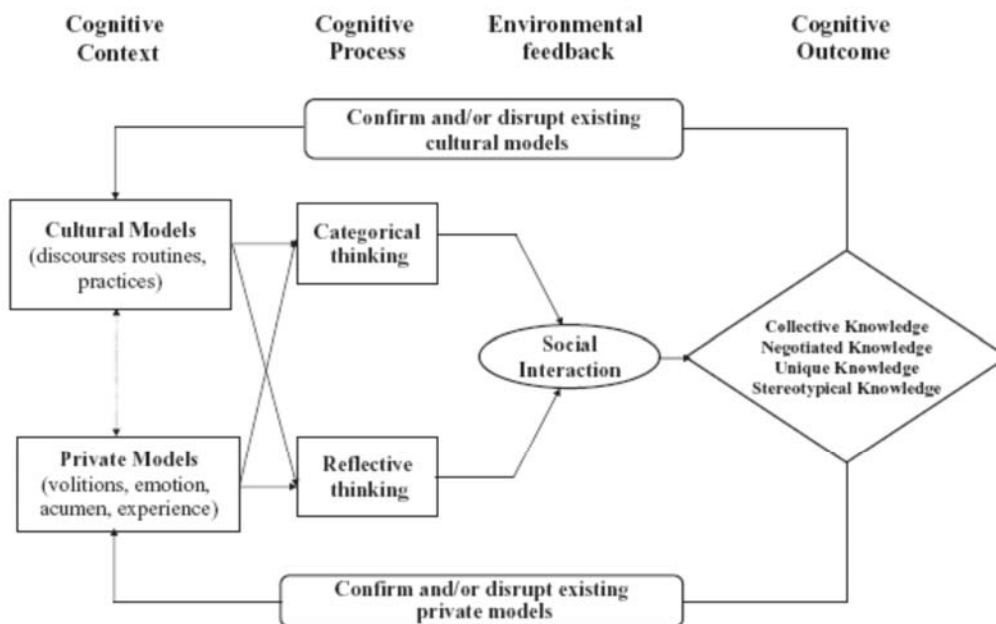 Cognitive
Context
Cognitive
Process
Environmental
feedback
Cognitive
Outcome
Confirm and/or disrupt existing
cultural models
Cultural Models
(discourses routines,
practices)
Categorical
thinking
Social
Interaction
Collective Knowledge
Negotiated Knowledge
Unique Knowledge
Stereotypical Knowledge
Private Models
(volitions, emotion,
acumen, experience)
Reflective
thinking
Confirm and/or disrupt existing
private models